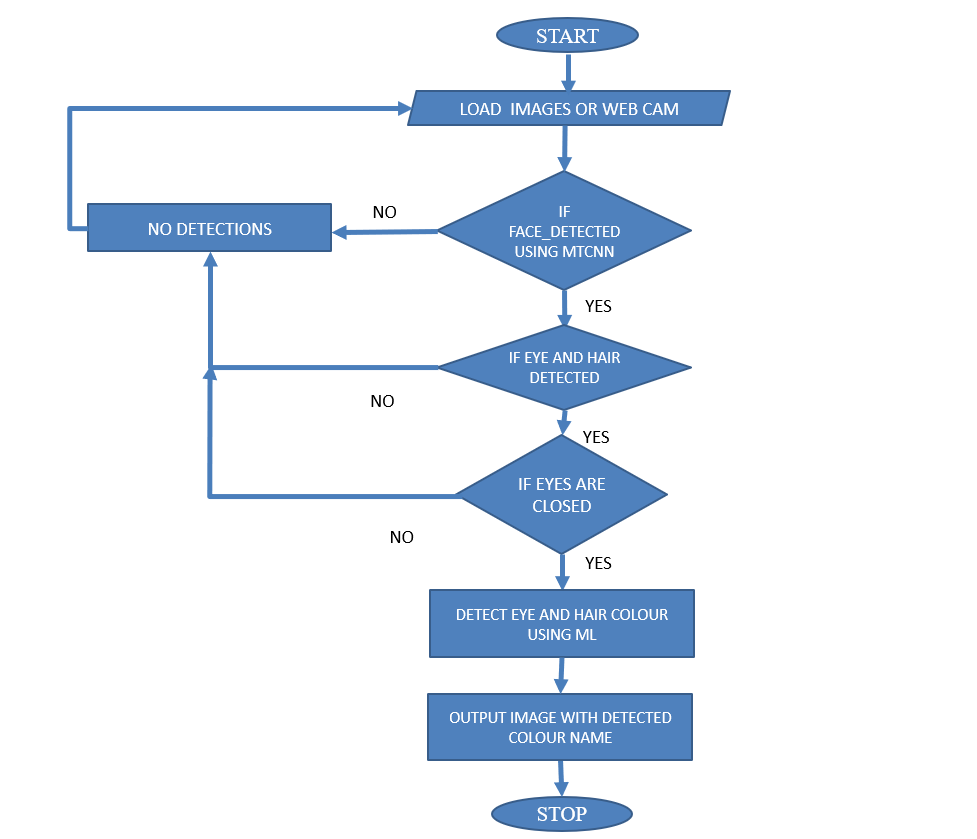 START
LOAD IMAGES OR WEB CAM
IF
FACE_DETECTED
USING MTCNN
NO
NO DETECTIONS
YES
IF EYE AND HAIR
DETECTED
NO
YES
IF EYES ARE
CLOSED
NO
YES
DETECT EYE AND HAIR COLOUR
USING ML
OUTPUT IMAGE WITH DETECTED
COLOUR NAME
STOP